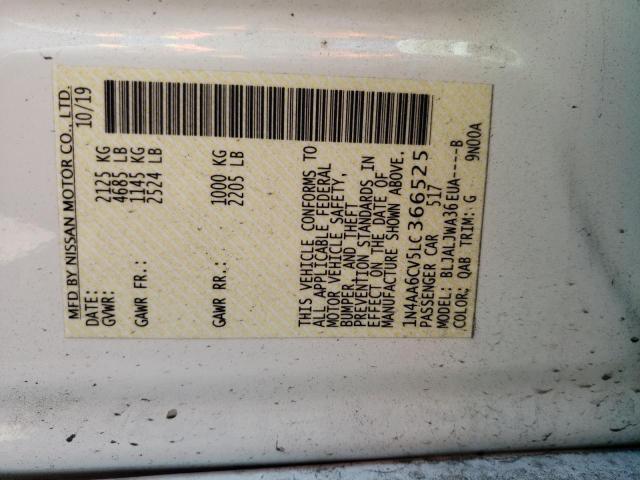 MFD BY NISSAN MOTOR CO., LTD.
DATE: 10/19
GVWR: 2125 KG
4685 LB
GAWR FR.: 1145 KG
2524 LB
GAWR RR.: 1000 KG
2205 LB
THIS VEHICLE CONFORMS TO
ALL APPLICABLE FEDERAL
MOTOR VEHICLE SAFETY,
BUMPER, AND THEFT
PREVENTION STANDARDS IN
EFFECT ON THE DATE OF
MANUFACTURE SHOWN ABOVE.
1N4AA6CV5LC366525
PASSENGER CAR 517
MODEL: BLJALJWA36EUA----B
COLOR: QAB TRIM: G 9N00A